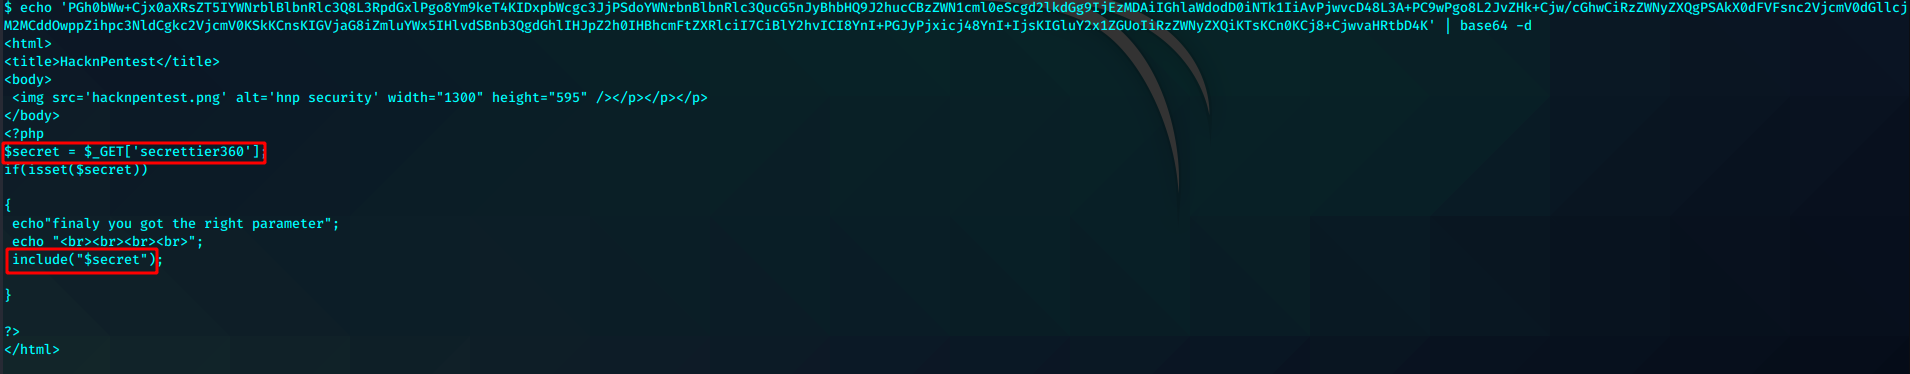 $ echo 'PGh0bWw+Cjx0aXRsZT5IYWNrblBlbnRlc3Q8L3RpdGxlPgo8Ym9keT4KIDxpbWcgc3JjPSdoYWNrbnBlbnRlc3QucG5nJyBhbHQ9J2hucCBzZWN1cml0eScgd2lkdGg9IjEzMDAiIGhlaWdodD0iNTk1IiAvPjwvcD48L3A+PC9wPgo8L2JvZHk+Cjw/cGhwCiRzZWNyZXQgPSAkX0dFVFsnc2VjcmV0dGllcj
M2MCddOwppZihpc3NldCgkc2VjcmV0KSkKCnsKIGVjaG8iZmluYWx5IHlvdSBnb3QgdGhlIHJpZ2h0IHBhcmFtZXRlciI7CiBlY2hvICI8YnI+PGJyPjxicj48YnI+IjsKIGluY2x1ZGUoIiRzZWNyZXQiKTsKCn0KCj8+CjwvaHRtbD4K' | base64 -d
<html>
<title>HacknPentest</title>
<body>
 <img src='hacknpentest.png' alt='hnp security' width="1300" height="595" /></p></p></p>
</body>
<?php
$secret = $_GET['secrettier360'];
if(isset($secret))
{
 echo"finaly you got the right parameter";
 echo "<br><br><br><br>";
 include("$secret");
}
?>
</html>